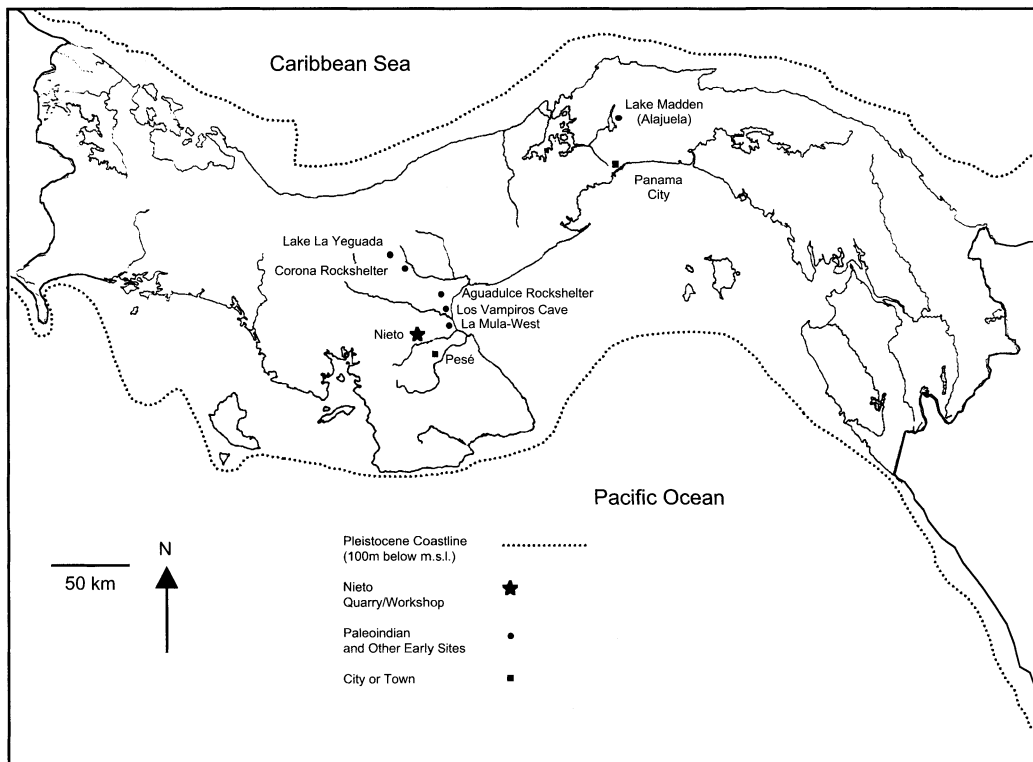 Caribbean Sea
Lake Madden
(Alajuela)
Panama
City
Lake La Yeguada
Corona Rockshelter
Aguadulce Rockshelter
Los Vampiros Cave
La Mula-West
Nieto
Pesé
Pacific Ocean
Pleistocene Coastline
(100m below m.s.l.)
N
50 km
Nieto
Quarry/Workshop
Paleoindian
and Other Early Sites
City or Town